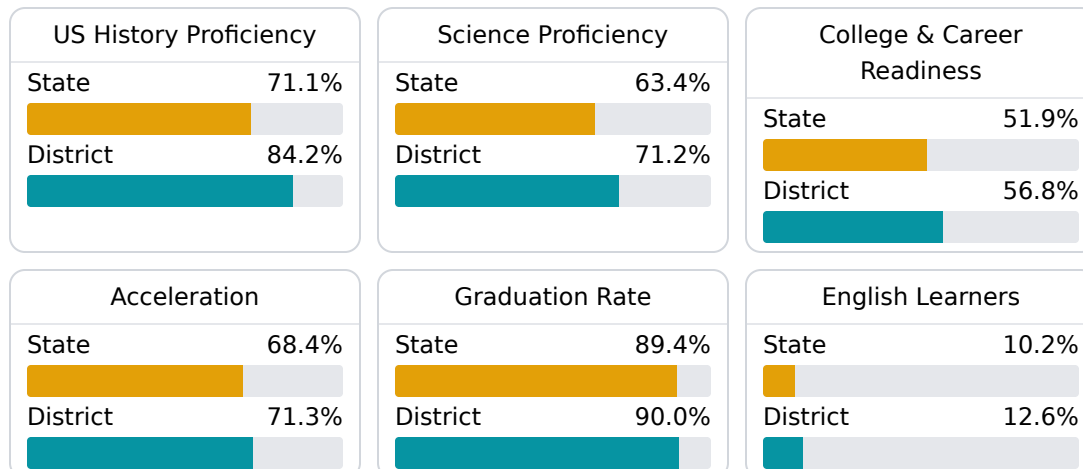 US History Proficiency
State 71.1%
District 84.2%
Science Proficiency
State 63.4%
District 71.2%
College & Career
Readiness
State 51.9%
District 56.8%
Acceleration
State 68.4%
District 71.3%
Graduation Rate
State 89.4%
District 90.0%
English Learners
State 10.2%
District 12.6%